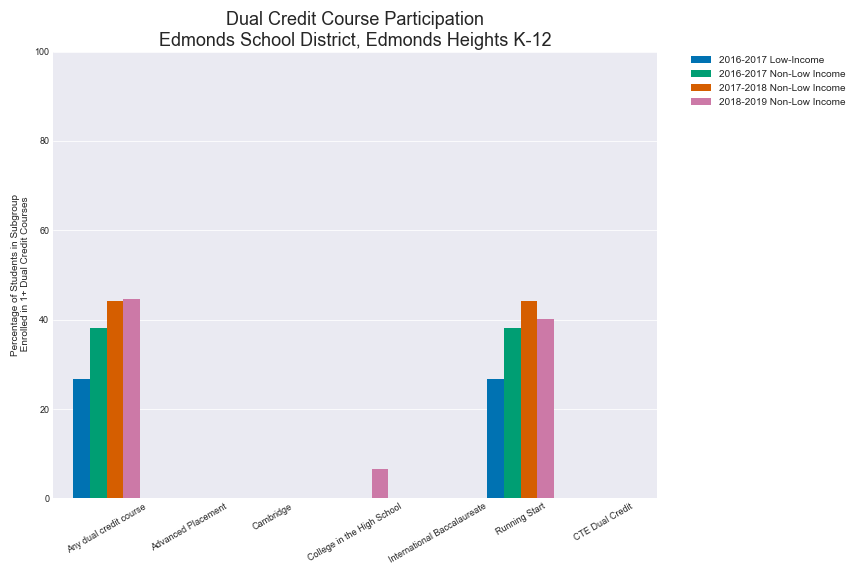 Dual Credit Course Participation
Edmonds School District, Edmonds Heights K-12
2016-2017 Low-Income
2016-2017 Non-Low Income
2017-2018 Non-Low Income
2018-2019 Non-Low Income
Percentage of Students in Subgroup
Enrolled in 1+ Dual Credit Courses
100
80
60
40
20
0
Any dual credit course
Advanced Placement
Cambridge
College in the High School
International Baccalaureate
Running Start
CTE Dual Credit